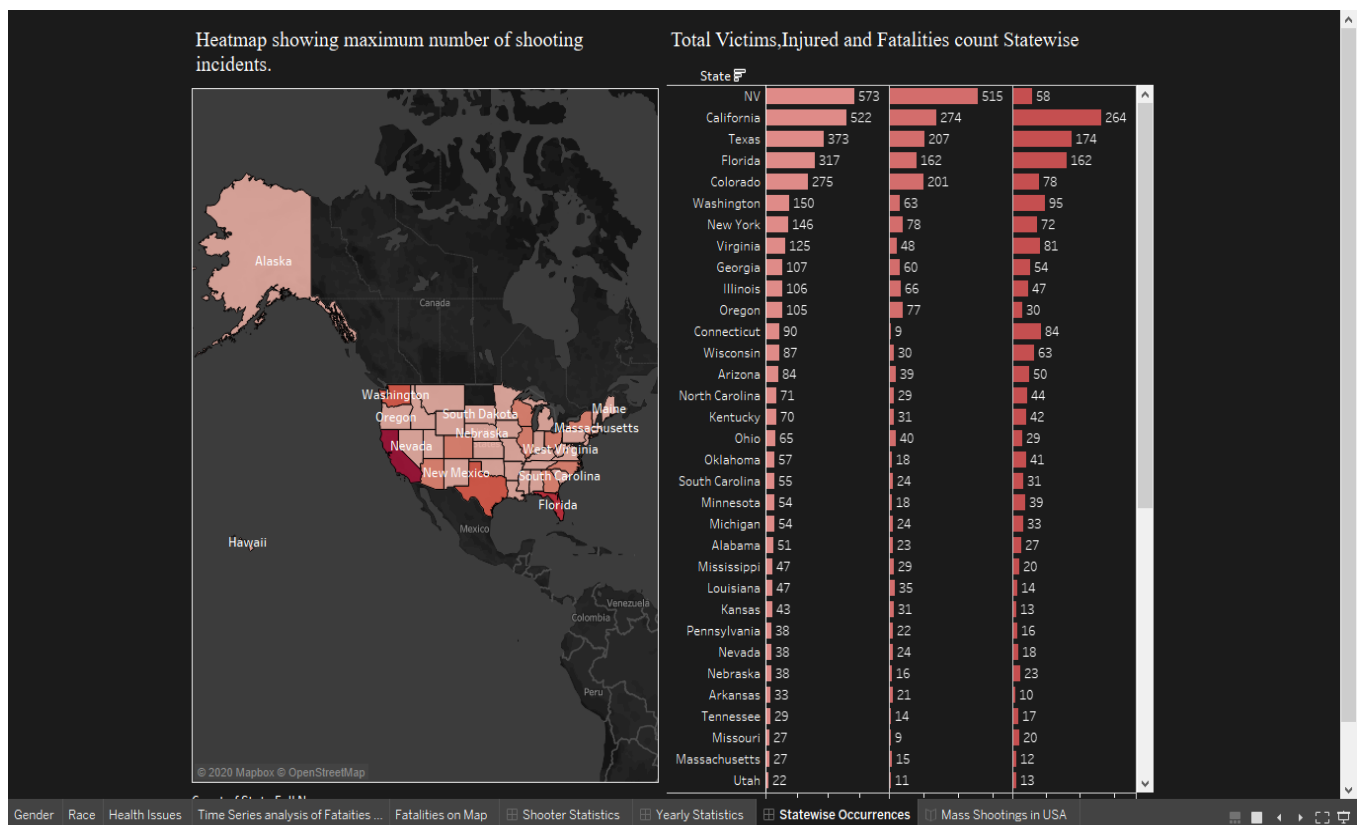 Heatmap showing maximum number of shooting
incidents.
Alaska
Canada
Washington
Oregon
South Dakota
Maine
Nebraska
Massachusetts
Nevada
West Virginia
New Mexico
South Carolina
Florida
Mexico
Hawaii
Venezuela
Colombia
Peru
© 2020 Mapbox © OpenStreetMap
Total Victims,Injured and Fatalities count Statewise
State
NV 573 515 58
California 522 274 264
Texas 373 207 174
Florida 317 162 162
Colorado 275 201 78
Washington 150 63 95
New York 146 78 72
Virginia 125 48 81
Georgia 107 60 54
Illinois 106 66 47
Oregon 105 77 30
Connecticut 90 9 84
Wisconsin 87 30 63
Arizona 84 39 50
North Carolina 71 29 44
Kentucky 70 31 42
Ohio 65 40 29
Oklahoma 57 18 41
South Carolina 55 24 31
Minnesota 54 18 39
Michigan 54 24 33
Alabama 51 23 27
Mississippi 47 29 20
Louisiana 47 35 14
Kansas 43 31 13
Pennsylvania 38 22 16
Nevada 38 24 18
Nebraska 38 16 23
Arkansas 33 21 10
Tennessee 29 14 17
Missouri 27 9 20
Massachusetts 27 15 12
Utah 22 11 13
Gender Race Health Issues Time Series analysis of Fataities ... Fatalities on Map Shooter Statistics Yearly Statistics Statewise Occurrences Mass Shootings in USA